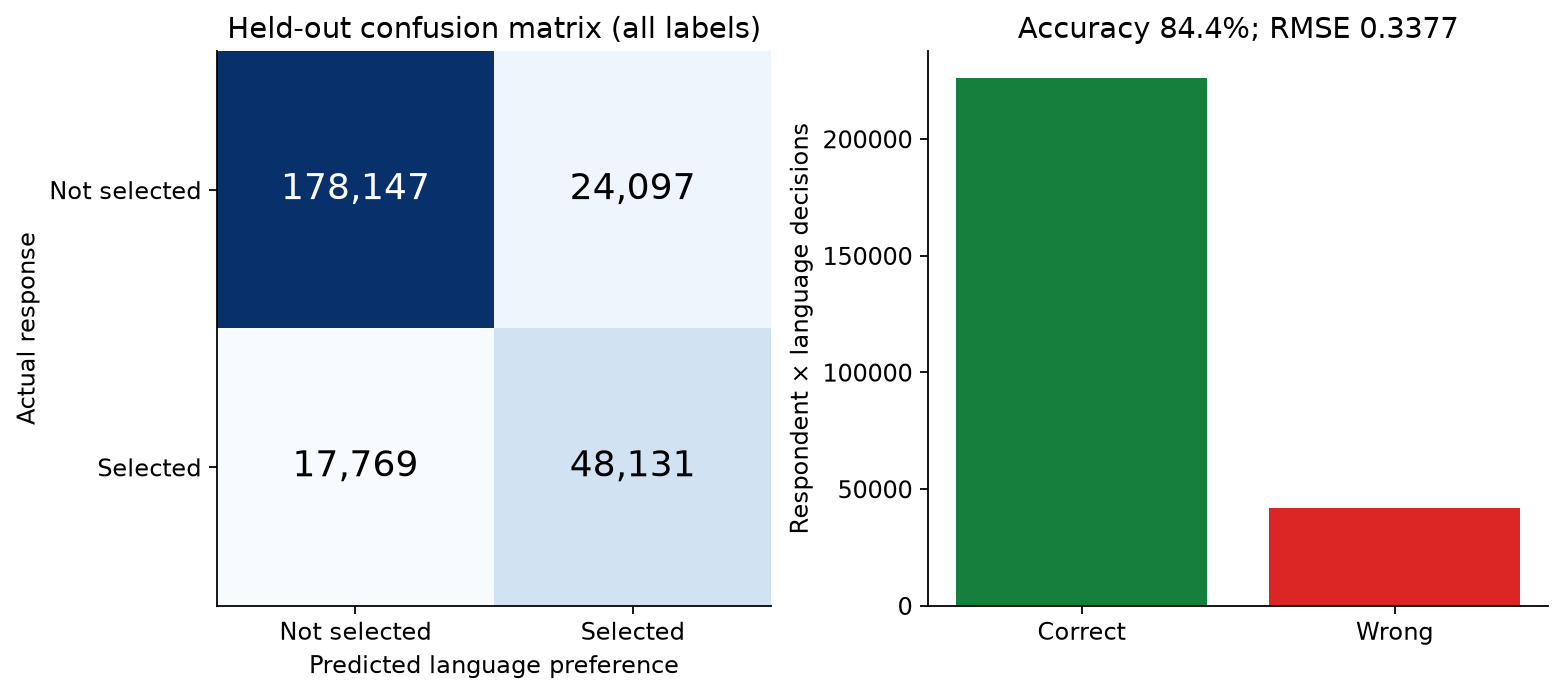 Held-out confusion matrix (all labels)
Actual response
Not selected
178,147
24,097
Selected
17,769
48,131
Not selected
Selected
Predicted language preference
Accuracy 84.4%; RMSE 0.3377
Respondent × language decisions
200000
150000
100000
50000
0
Correct
Wrong